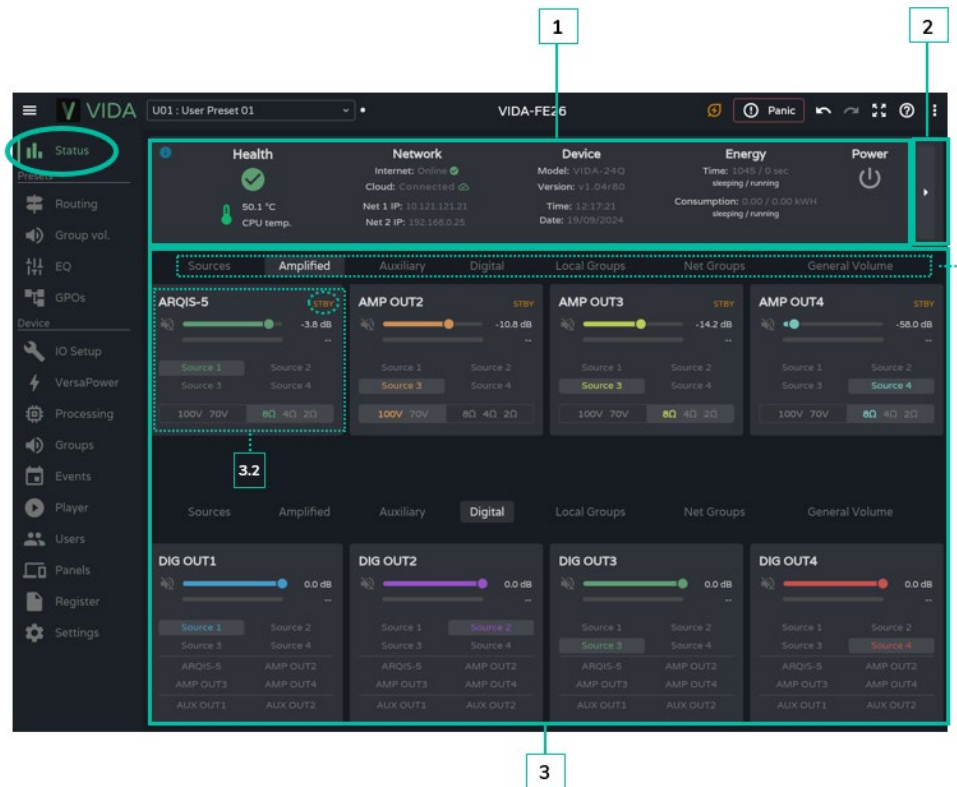 1
2
VIDA
U01 : User Preset 01
VIDA-FE26
Panic
Status
Presets
Routing
Group vol.
EQ
GPOs
Device
IO Setup
VersaPower
Processing
Groups
Events
Player
Users
Panels
Register
Settings
Health
50.1 °C
CPU temp.
Network
Internet: Online
Cloud: Connected
Net 1 IP: 10.121.121.21
Net 2 IP: 192.168.0.25
Device
Model: VIDA-24Q
Version: v1.04r80
Time: 12:17:21
Date: 19/09/2024
Energy
Time: 1045 / 0 sec
sleeping / running
Consumption: 0.00 / 0.00 kWH
sleeping / running
Power
Sources Amplified Auxiliary Digital Local Groups Net Groups General Volume
ARQIS-5 STBY
-3.8 dB
--
Source 1 Source 2
Source 3 Source 4
100V 70V 8Ω 4Ω 2Ω
AMP OUT2 STBY
-10.8 dB
--
Source 1 Source 2
Source 3 Source 4
100V 70V 8Ω 4Ω 2Ω
AMP OUT3 STBY
-14.2 dB
--
Source 1 Source 2
Source 3 Source 4
100V 70V 8Ω 4Ω 2Ω
AMP OUT4 STBY
-58.0 dB
--
Source 1 Source 2
Source 3 Source 4
100V 70V 8Ω 4Ω 2Ω
3.2
Sources Amplified Auxiliary Digital Local Groups Net Groups General Volume
DIG OUT1
0.0 dB
--
Source 1 Source 2
Source 3 Source 4
ARQIS-5 AMP OUT2
AMP OUT3 AMP OUT4
AUX OUT1 AUX OUT2
DIG OUT2
0.0 dB
--
Source 1 Source 2
Source 3 Source 4
ARQIS-5 AMP OUT2
AMP OUT3 AMP OUT4
AUX OUT1 AUX OUT2
DIG OUT3
0.0 dB
--
Source 1 Source 2
Source 3 Source 4
ARQIS-5 AMP OUT2
AMP OUT3 AMP OUT4
AUX OUT1 AUX OUT2
DIG OUT4
0.0 dB
--
Source 1 Source 2
Source 3 Source 4
ARQIS-5 AMP OUT2
AMP OUT3 AMP OUT4
AUX OUT1 AUX OUT2
3